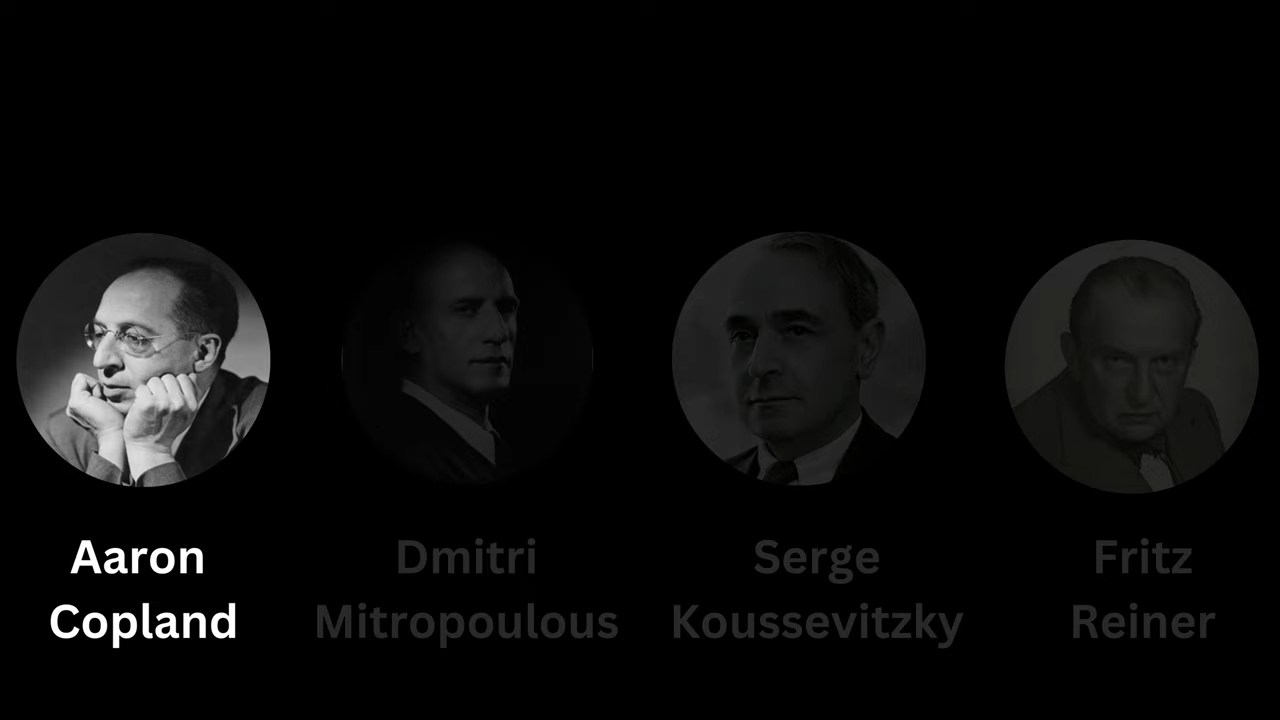 Aaron
Copland
Dmitri
Mitropoulous
Serge
Koussevitzky
Fritz
Reiner